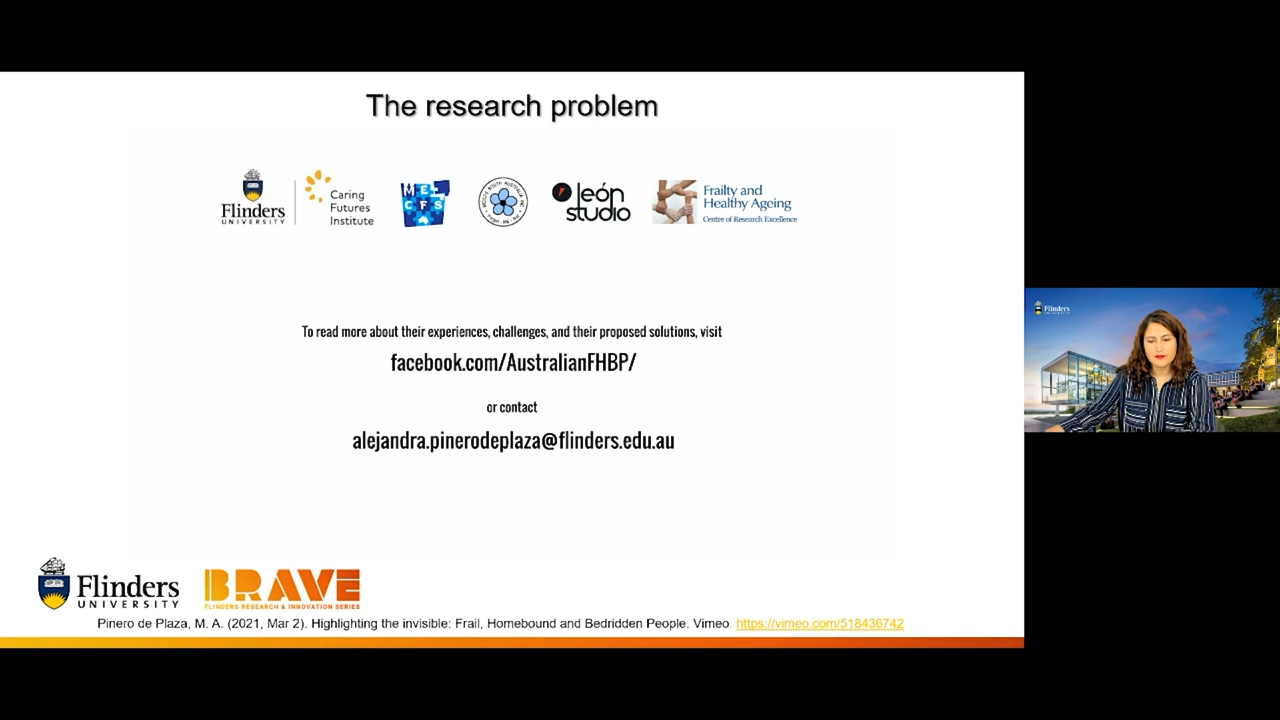 The research problem
Flinders
UNIVERSITY
Caring
Futures
Institute
ME
CFS
león
studio
Frailty and
Healthy Ageing
Centre of Research Excellence
To read more about their experiences, challenges, and their proposed solutions, visit
facebook.com/AustralianFHBP/
or contact
alejandra.pinerodeplaza@flinders.edu.au
Flinders
UNIVERSITY
BRAVE
FLINDERS RESEARCH & INNOVATION SERIES
Pinero de Plaza, M. A. (2021, Mar 2). Highlighting the invisible: Frail, Homebound and Bedridden People. Vimeo. https://vimeo.com/518436742
Flinders